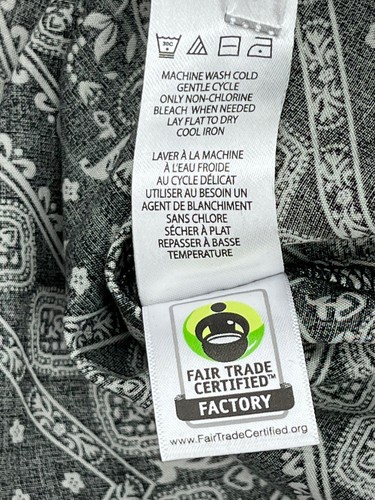 30C
MACHINE WASH COLD
GENTLE CYCLE
ONLY NON-CHLORINE
BLEACH WHEN NEEDED
LAY FLAT TO DRY
COOL IRON
LAVER À LA MACHINE
À L'EAU FROIDE
AU CYCLE DÉLICAT
UTILISER AU BESOIN UN
AGENT DE BLANCHIMENT
SANS CHLORE
SÉCHER À PLAT
REPASSER À BASSE
TEMPÉRATURE
FAIR TRADE
CERTIFIED™
FACTORY
www.FairTradeCertified.org